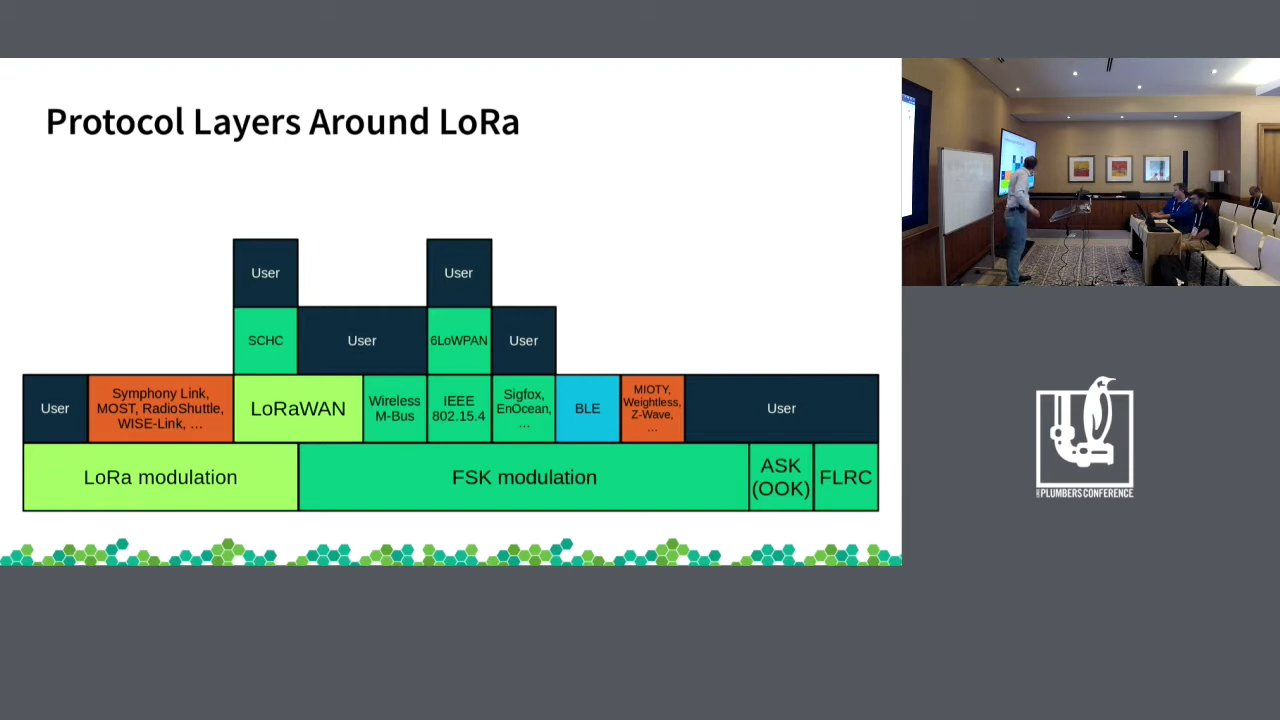 Protocol Layers Around LoRa
User
User
SCHC
User
6LoWPAN
User
User
Symphony Link,
MOST, RadioShuttle,
WISE-Link, …
LoRaWAN
Wireless
M-Bus
IEEE
802.15.4
Sigfox,
EnOcean,
…
BLE
MIOTY,
Weightless,
Z-Wave,
…
User
LoRa modulation
FSK modulation
ASK
(OOK)
FLRC
PLUMBERS CONFERENCE